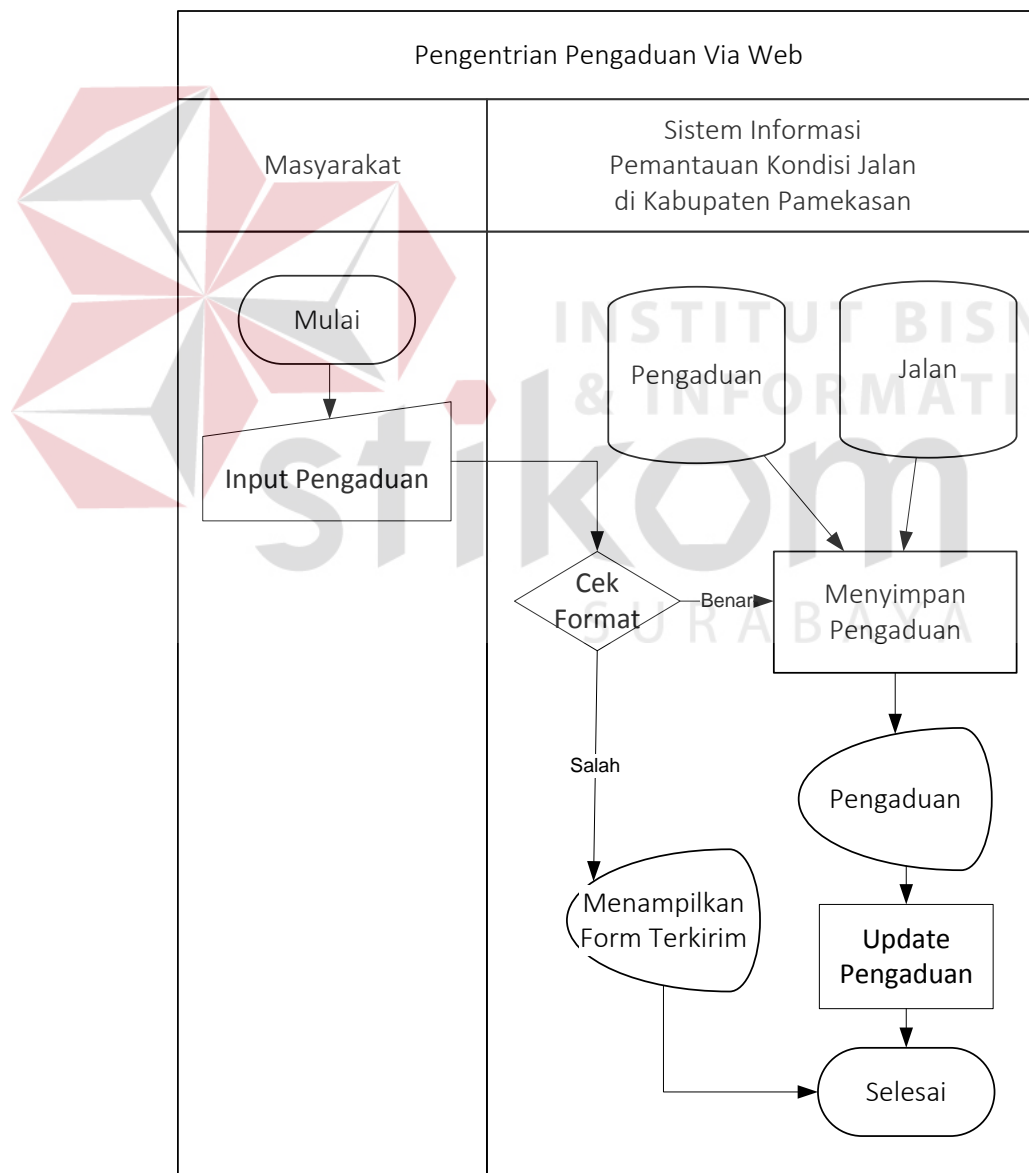 Pengentrian Pengaduan Via Web
Masyarakat
Sistem Informasi
Pemantauan Kondisi Jalan
di Kabupaten Pamekasan
Mulai
Pengaduan
Jalan
Input Pengaduan
Cek
Format
Benar
Menyimpan
Pengaduan
Salah
Pengaduan
Menampilkan
Form Terkirim
Update
Pengaduan
Selesai
INSTITUT BISN
& INFORMATI
stikom
SURABAYA